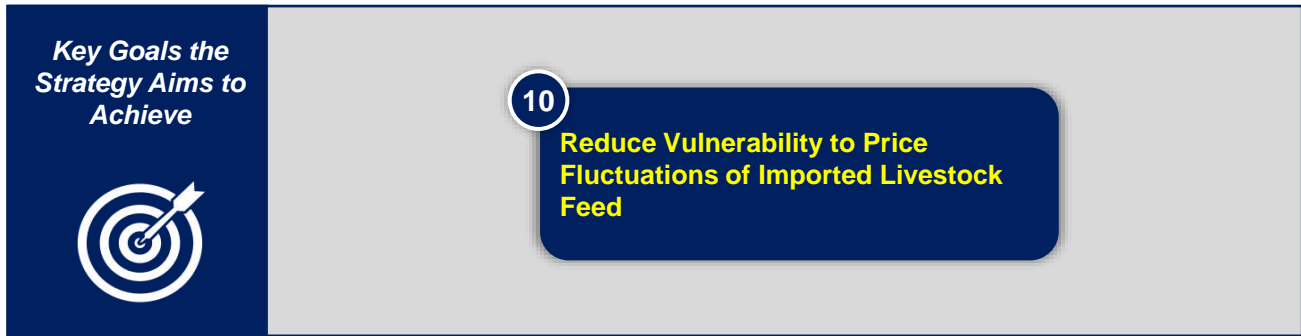 Key Goals the
Strategy Aims to
Achieve
10
Reduce Vulnerability to Price
Fluctuations of Imported Livestock
Feed